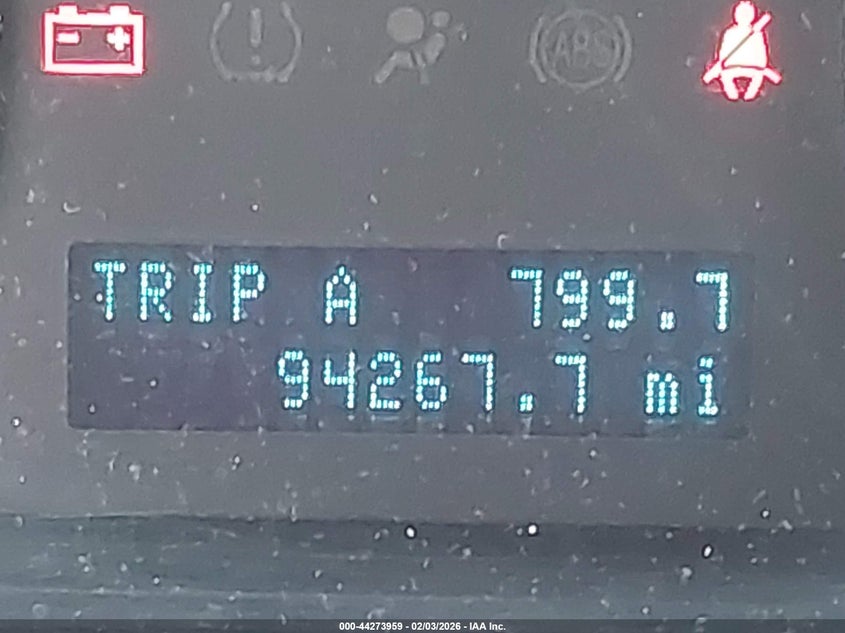 ABS
TRIP A 799.7
94267.7 mi
000-44273959 - 02/03/2026 - IAA Inc.